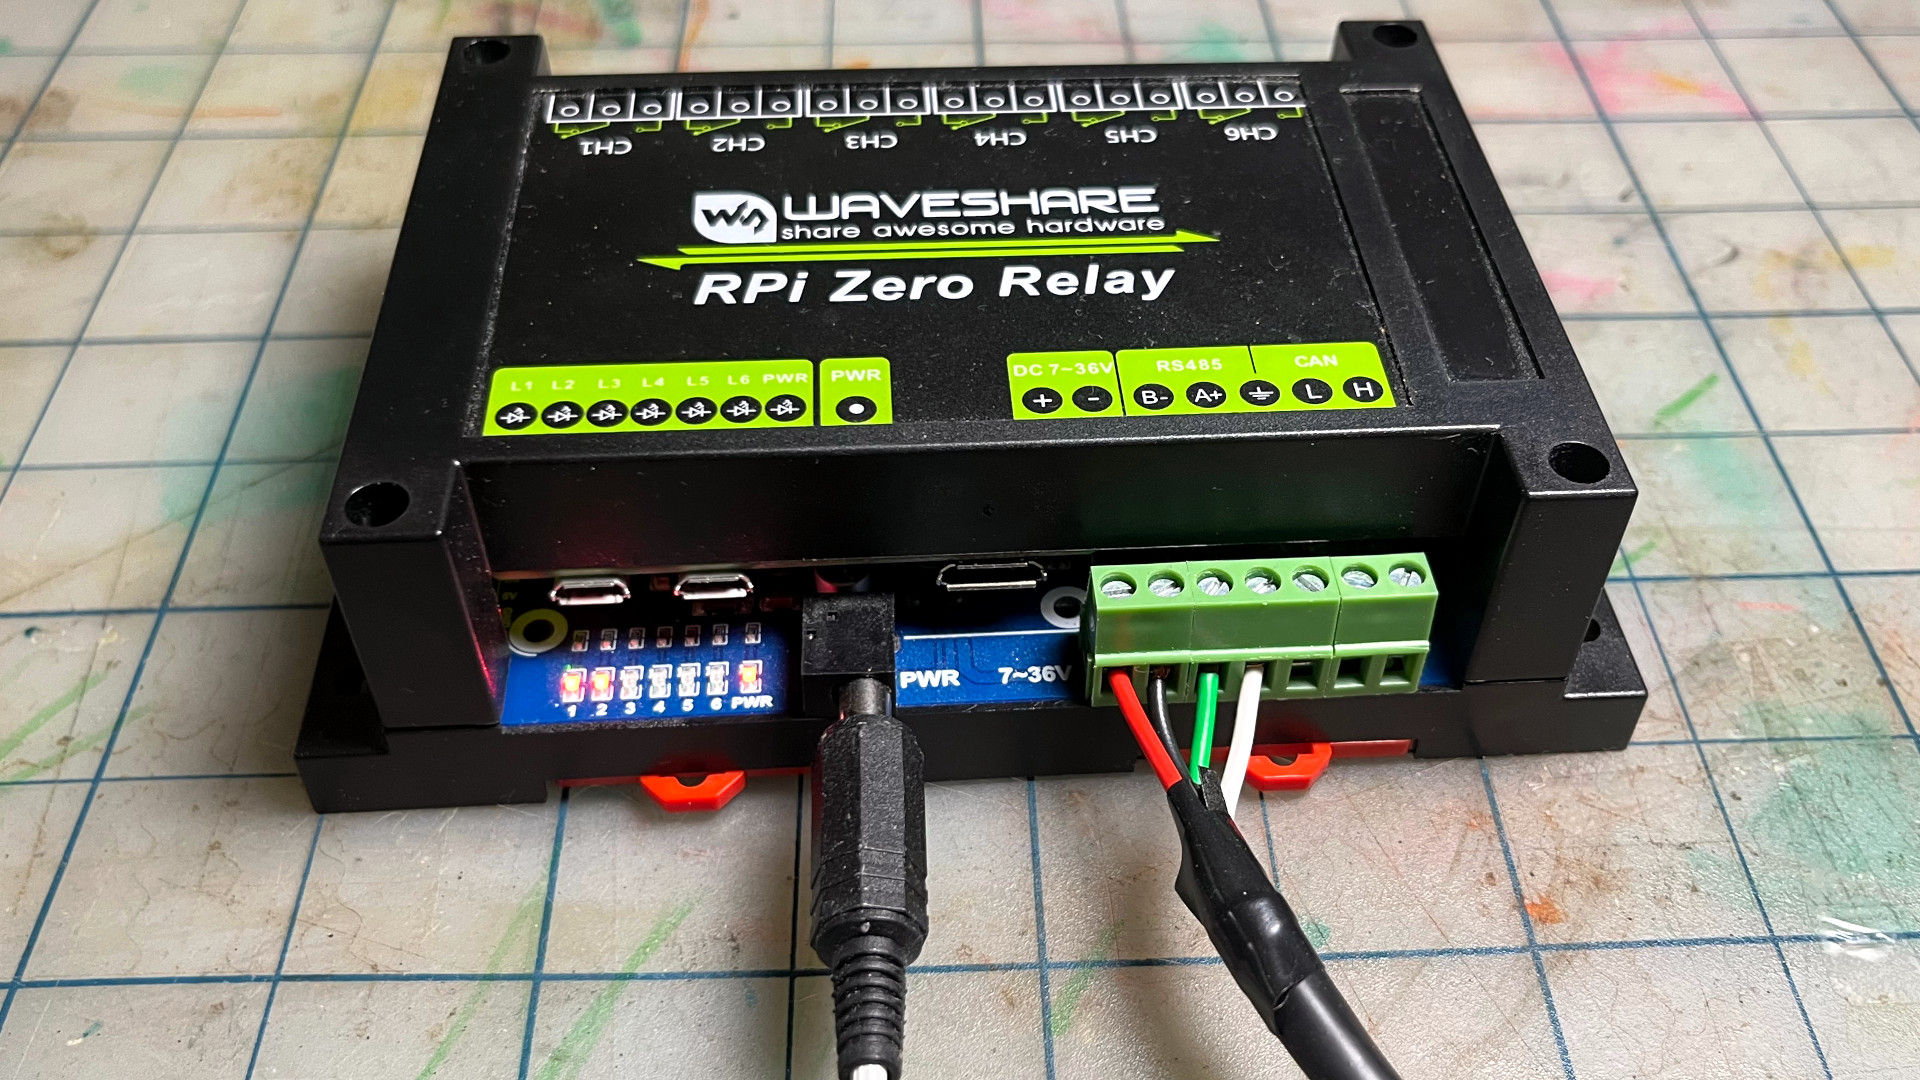 CH1 CH2 CH3 CH4 CH5 CH6
WAVESHARE
share awesome hardware
RPi Zero Relay
L1 L2 L3 L4 L5 L6 PWR PWR
DC 7~36V RS485 CAN
+ - B- A+ L H
PWR 7~36V
1 2 3 4 5 6 PWR